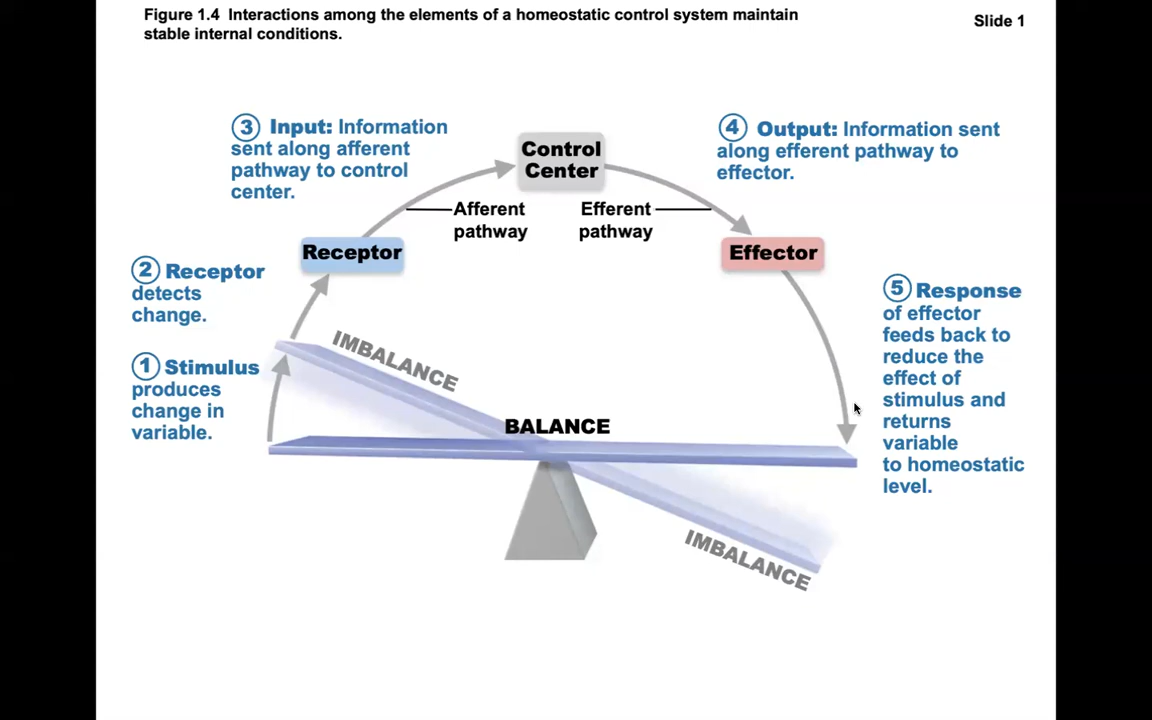 Figure 1.4 Interactions among the elements of a homeostatic control system maintain
stable internal conditions.
Slide 1
3 Input: Information
sent along afferent
pathway to control
center.
Control
Center
4 Output: Information sent
along efferent pathway to
effector.
Afferent
pathway
Efferent
pathway
Receptor
Effector
2 Receptor
detects
change.
1 Stimulus
produces
change in
variable.
5 Response
of effector
feeds back to
reduce the
effect of
stimulus and
returns
variable
to homeostatic
level.
IMBALANCE
BALANCE
IMBALANCE